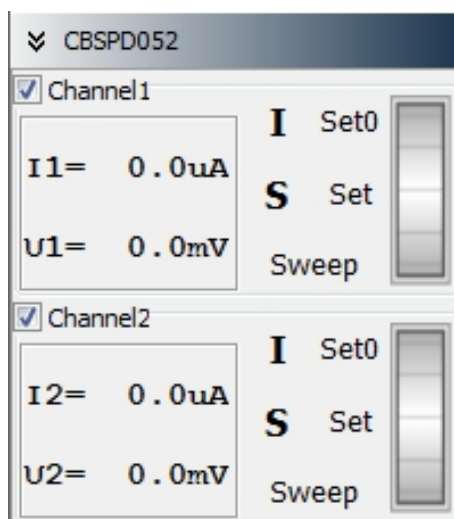 CBSPD052
Channel1
I Set0
I1= 0.0uA
S Set
U1= 0.0mV
Sweep
Channel2
I Set0
I2= 0.0uA
S Set
U2= 0.0mV
Sweep